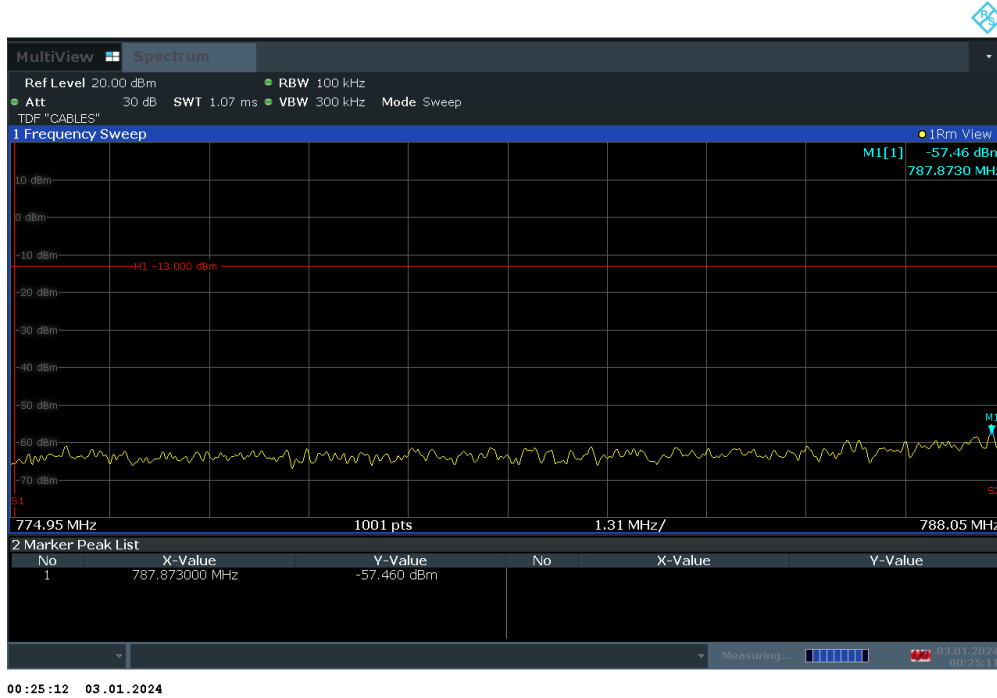 R&S
MultiView Spectrum
Ref Level 20.00 dBm RBW 100 kHz
Att 30 dB SWT 1.07 ms VBW 300 kHz Mode Sweep
TDF "CABLES"
1 Frequency Sweep 1Rm View
M1[1] -57.46 dBm
787.8730 MH
10 dBm
0 dBm
-10 dBm
H1 -13.000 dBm
-20 dBm
-30 dBm
-40 dBm
-50 dBm
M1
-60 dBm
-70 dBm
S2
S1
774.95 MHz 1001 pts 1.31 MHz/ 788.05 MHz
2 Marker Peak List
No X-Value Y-Value No X-Value Y-Value
1 787.873000 MHz -57.460 dBm
Measuring... 03.01.2024
00:25:11
00:25:12 03.01.2024